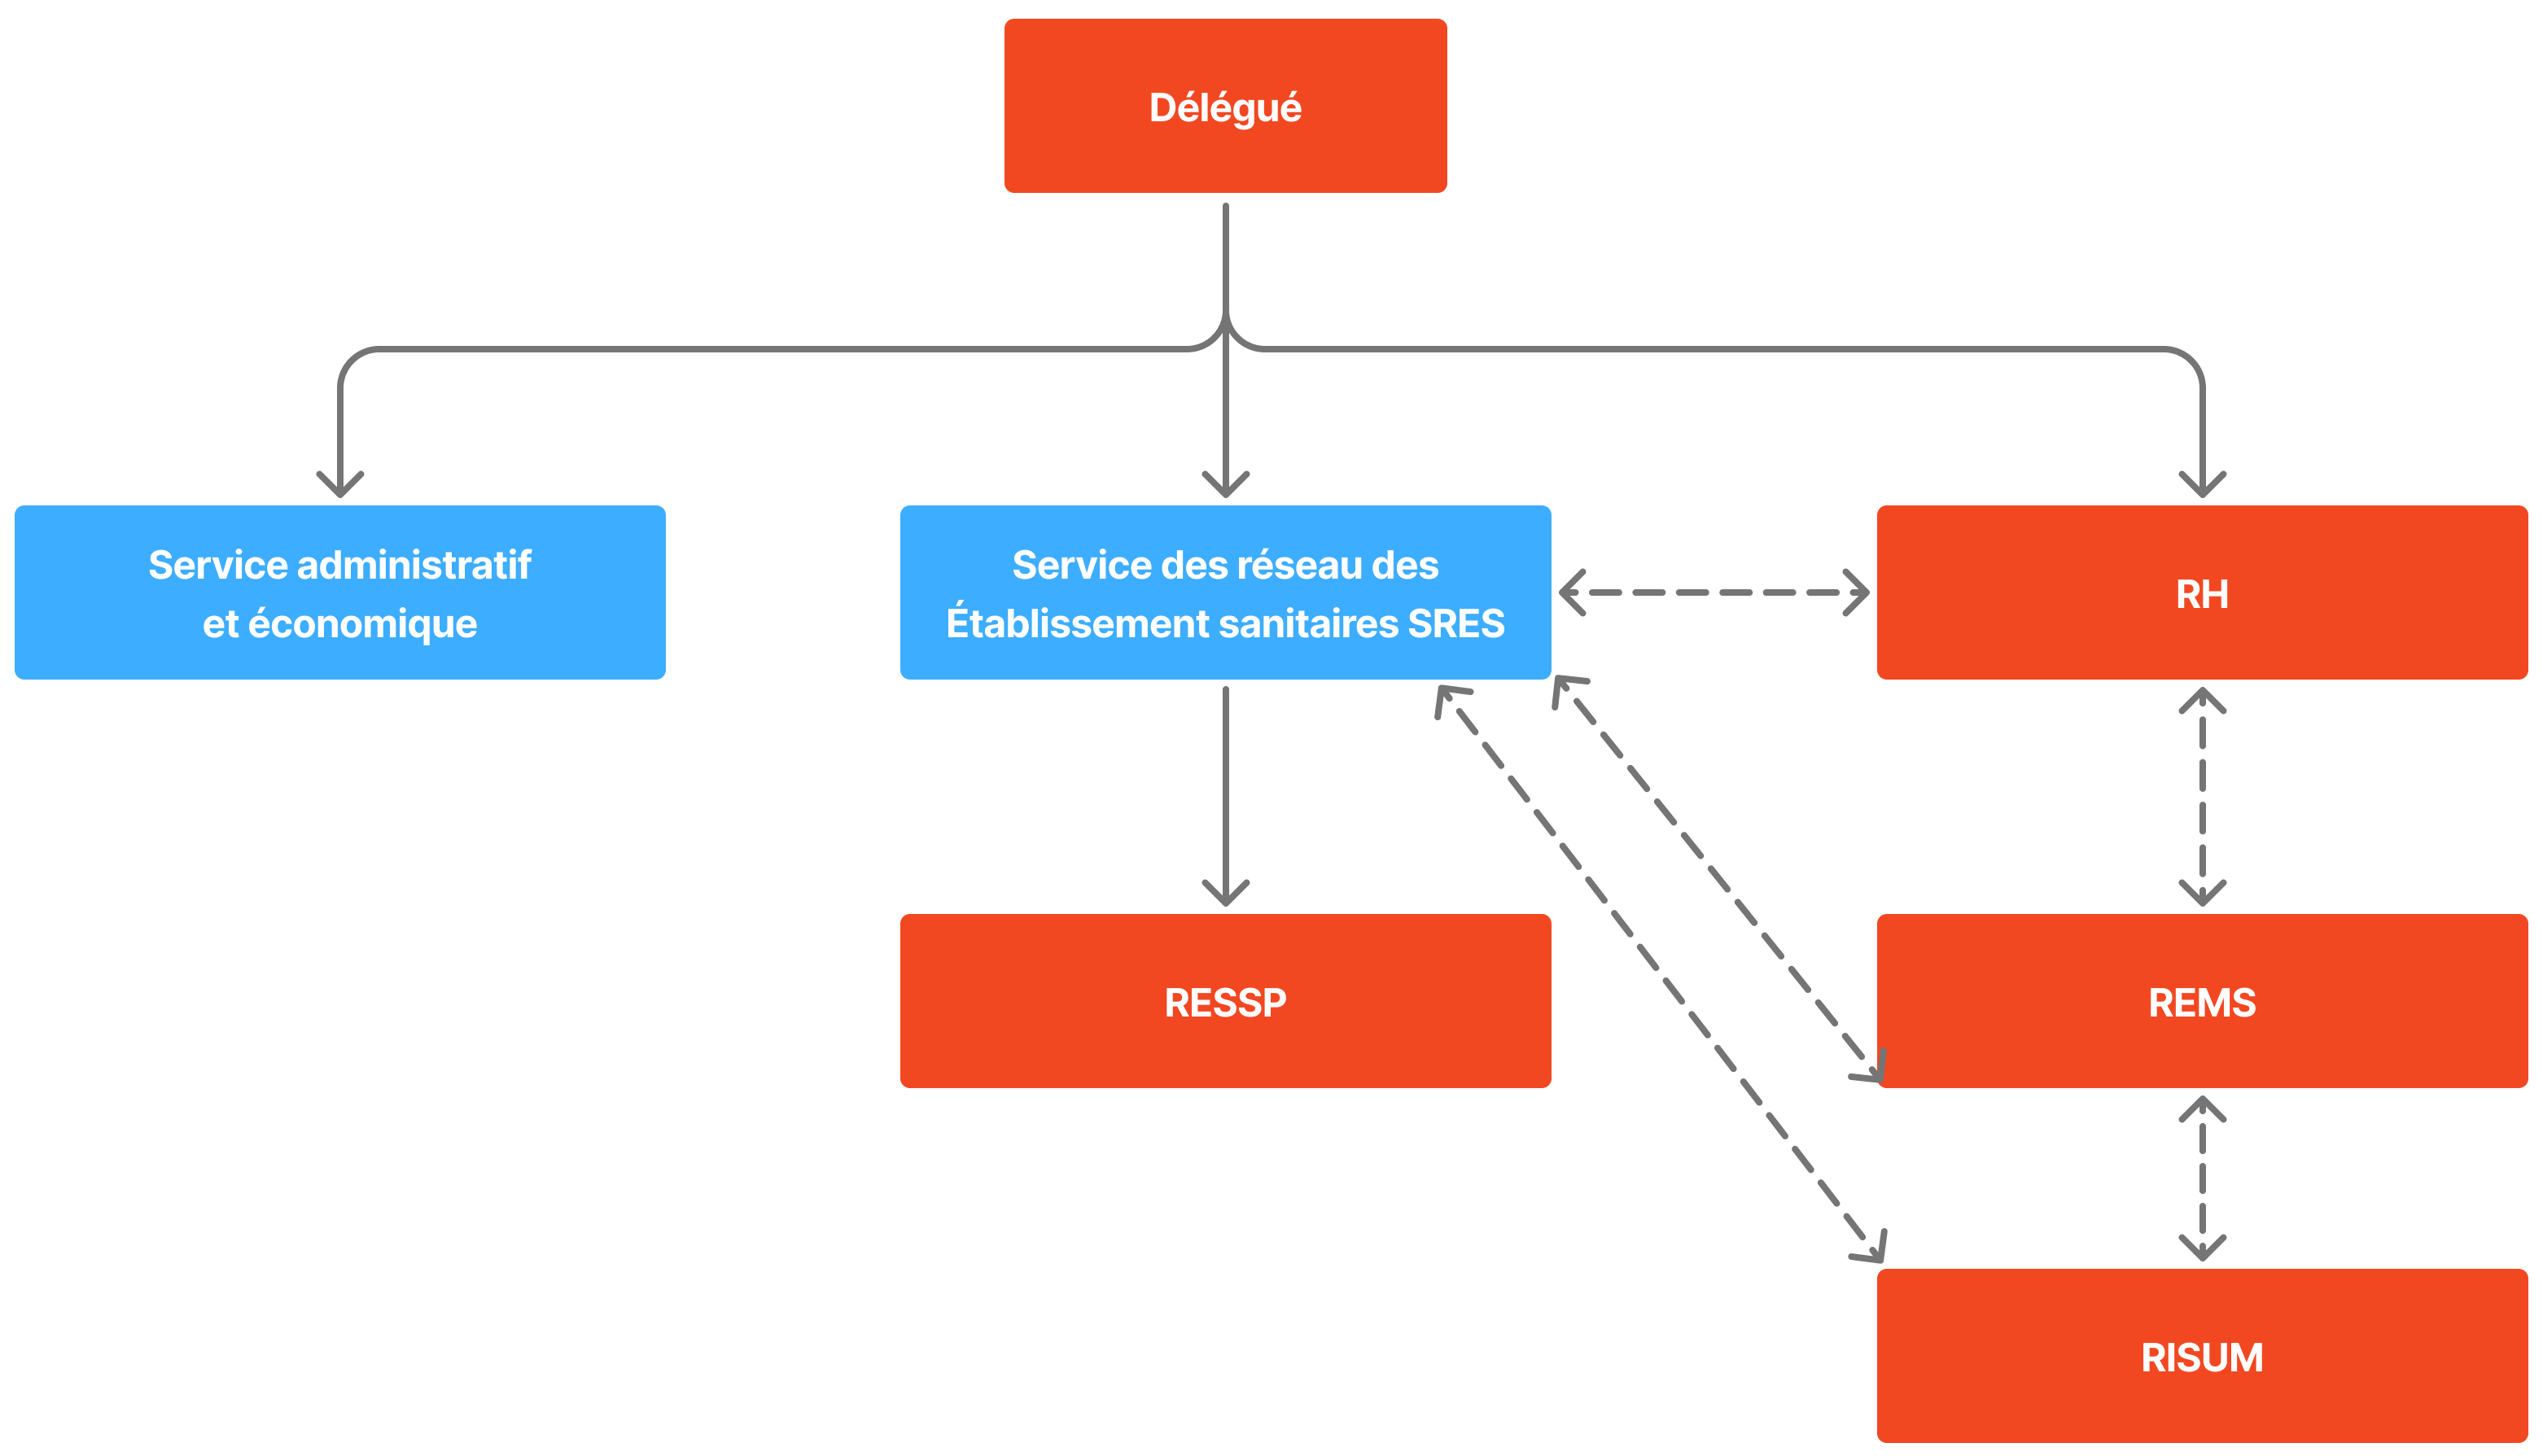 Délégué
Service administratif
et économique
Service des réseau des
Établissement sanitaires SRES
RH
RESSP
REMS
RISUM